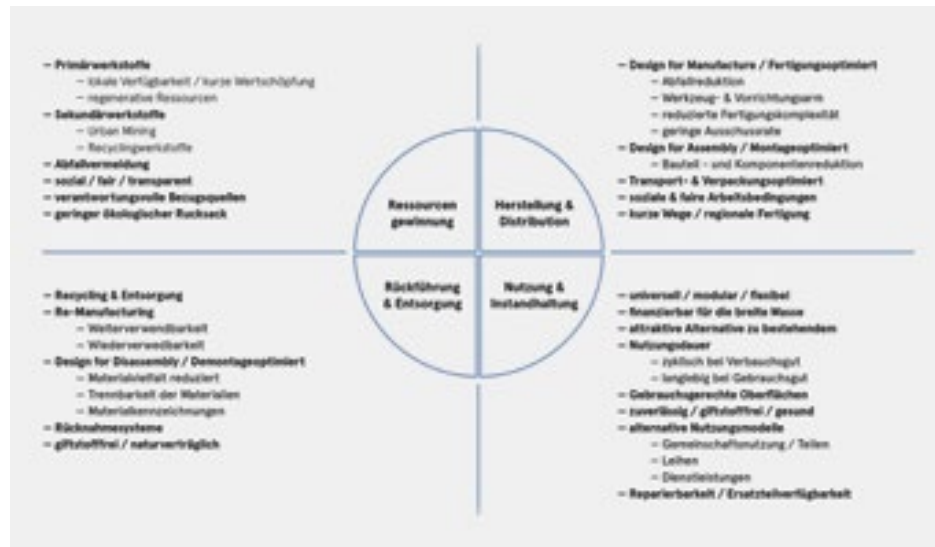 – Primärwerkstoffe
– lokale Verfügbarkeit / kurze Wertschöpfung
– regenerative Ressourcen
– Sekundärwerkstoffe
– Urban Mining
– Recyclingwerkstoffe
– Abfallvermeidung
– sozial / fair / transparent
– verantwortungsvolle Bezugsquellen
– geringer ökologischer Rucksack
– Design for Manufacture / Fertigungsoptimiert
– Abfallreduktion
– Werkzeug- & Vorrichtungsarm
– reduzierte Fertigungskomplexität
– geringe Ausschussrate
– Design for Assembly / Montageoptimiert
– Bauteil - und Komponentenreduktion
– Transport- & Verpackungsoptimiert
– soziale & faire Arbeitsbedingungen
– kurze Wege / regionale Fertigung
Ressourcen
gewinnung
Herstellung &
Distribution
Rückführung
& Entsorgung
Nutzung &
Instandhaltung
– Recycling & Entsorgung
– Re-Manufacturing
– Weiterverwendbarkeit
– Wiederverwedbarkeit
– Design for Disassembly / Demontageoptimiert
– Materialvielfalt reduziert
– Trennbarkeit der Materialien
– Materialkennzeichnungen
– Rücknahmesysteme
– giftstofffrei / naturverträglich
– universell / modular / flexibel
– finanzierbar für die breite Masse
– attraktive Alternative zu bestehendem
– Nutzungsdauer
– zyklisch bei Verbauchsgut
– langlebig bei Gebrauchsgut
– Gebrauchsgerechte Oberflächen
– zuverlässig / giftstofffrei / gesund
– alternative Nutzungsmodelle
– Gemeinschaftsnutzung / Teilen
– Leihen
– Dienstleistungen
– Reparierbarkeit / Ersatzteilverfügbarkeit